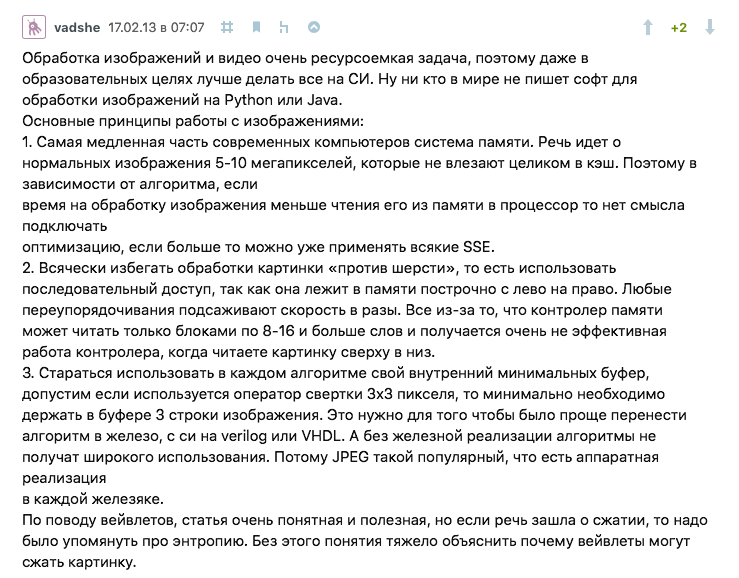 vadshe 17.02.13 в 07:07 +2
Обработка изображений и видео очень ресурсоемкая задача, поэтому даже в
образовательных целях лучше делать все на СИ. Ну ни кто в мире не пишет софт для
обработки изображений на Python или Java.
Основные принципы работы с изображениями:
1. Самая медленная часть современных компьютеров система памяти. Речь идет о
нормальных изображения 5-10 мегапикселей, которые не влезают целиком в кэш. Поэтому в
зависимости от алгоритма, если
время на обработку изображения меньше чтения его из памяти в процессор то нет смысла
подключать
оптимизацию, если больше то можно уже применять всякие SSE.
2. Всячески избегать обработки картинки «против шерсти», то есть использовать
последовательный доступ, так как она лежит в памяти построчно с лево на право. Любые
переупорядочивания подсаживают скорость в разы. Все из-за то, что контролер памяти
может читать только блоками по 8-16 и больше слов и получается очень не эффективная
работа контролера, когда читаете картинку сверху в низ.
3. Стараться использовать в каждом алгоритме свой внутренний минимальных буфер,
допустим если используется оператор свертки 3х3 пикселя, то минимально необходимо
держать в буфере 3 строки изображения. Это нужно для того чтобы было проще перенести
алгоритм в железо, с си на verilog или VHDL. А без железной реализации алгоритмы не
получат широкого использования. Потому JPEG такой популярный, что есть аппаратная
реализация
в каждой железяке.
По поводу вейвлетов, статья очень понятная и полезная, но если речь зашла о сжатии, то надо
было упомянуть про энтропию. Без этого понятия тяжело объяснить почему вейвлеты могут
сжать картинку.